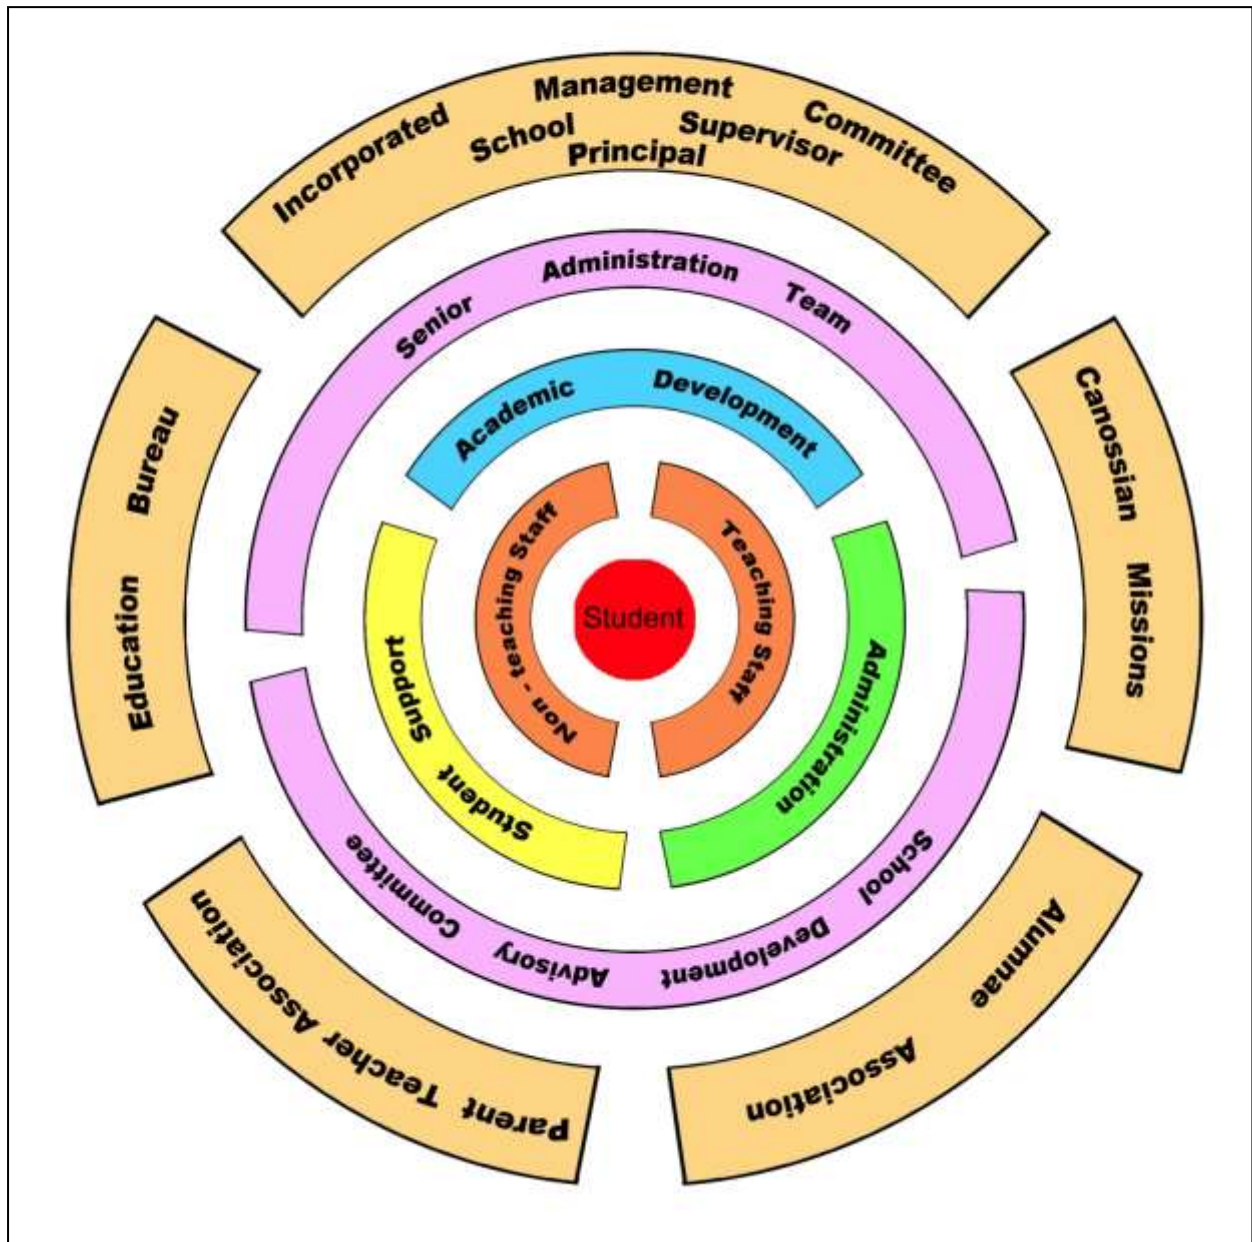 Incorporated Management Committee
School Supervisor
Principal
Senior Administration Team
Academic Development
Education Bureau
Canossian Missions
Non - teaching Staff
Teaching Staff
Student
Student Support
Administration
School Development Advisory Committee
Parent Teacher Association
Alumnae Association